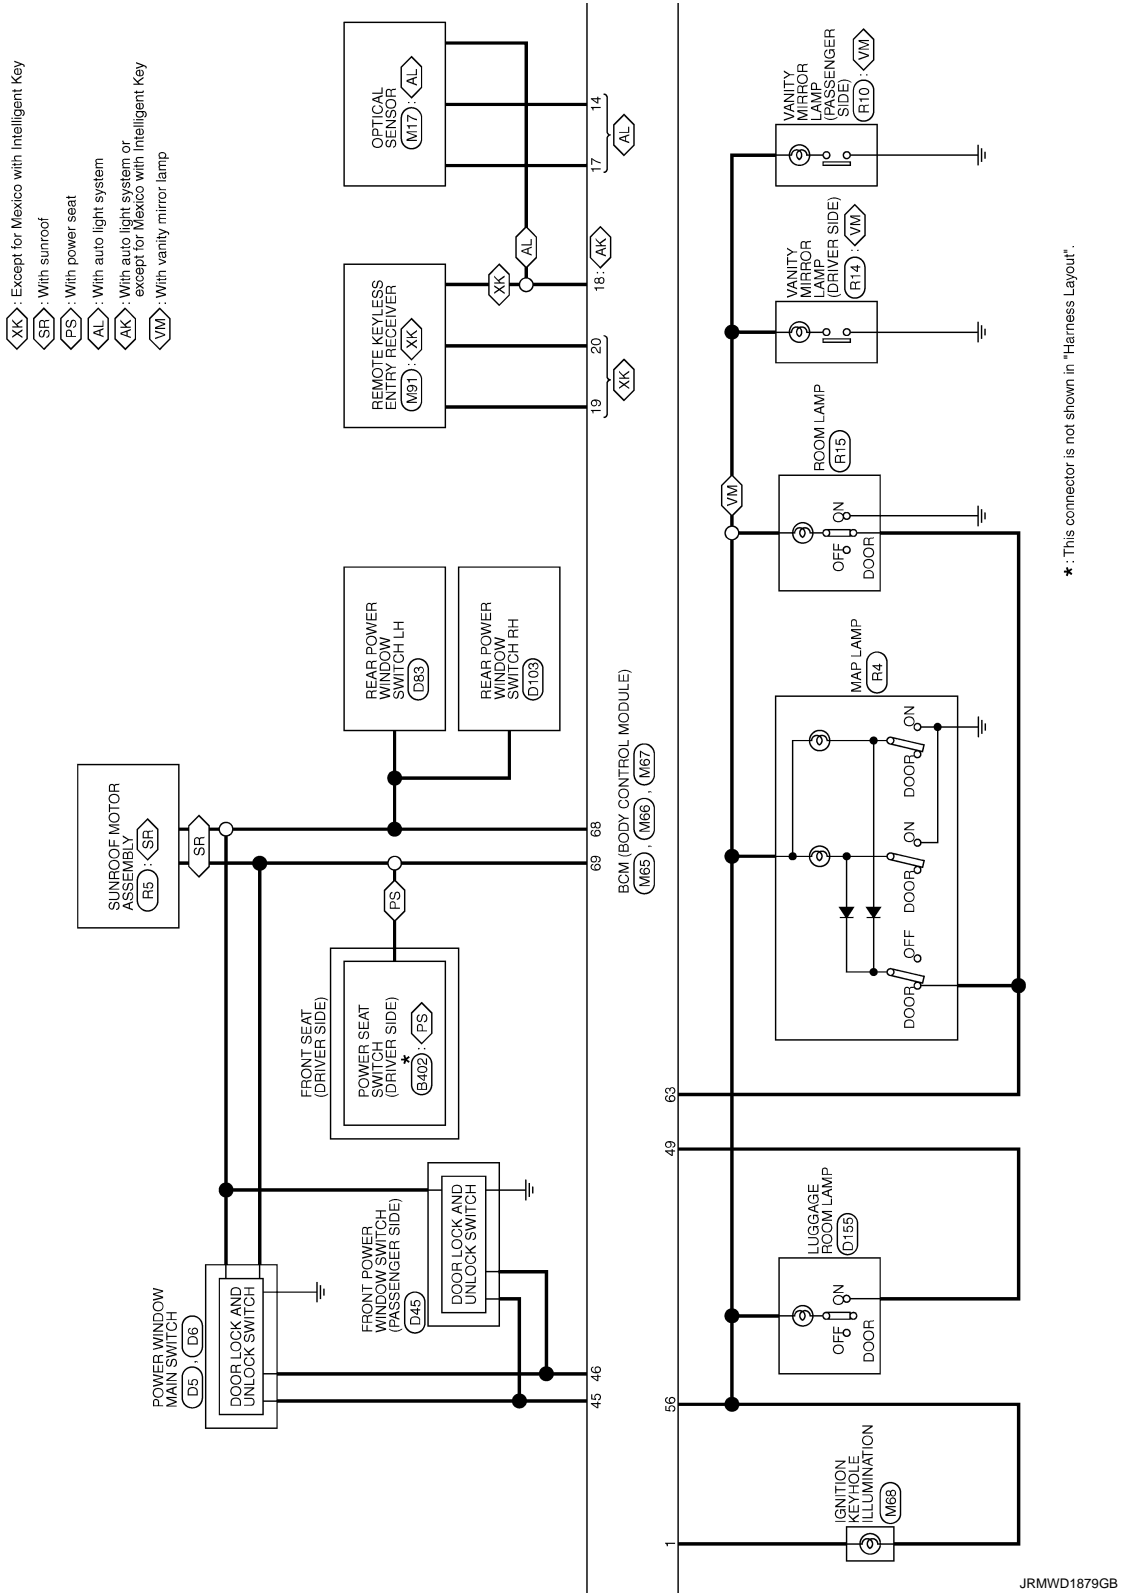 XK : Except for Mexico with Intelligent Key
SR : With sunroof
PS : With power seat
AL : With auto light system
AK : With auto light system or
except for Mexico with Intelligent Key
VM : With vanity mirror lamp
POWER WINDOW
MAIN SWITCH
D5 , D6
DOOR LOCK AND
UNLOCK SWITCH
FRONT POWER
WINDOW SWITCH
(PASSENGER SIDE)
D45
DOOR LOCK AND
UNLOCK SWITCH
FRONT SEAT
(DRIVER SIDE)
POWER SEAT
SWITCH
(DRIVER SIDE)
*
B402 : PS
PS
SUNROOF MOTOR
ASSEMBLY
R5 : SR
SR
REAR POWER
WINDOW
SWITCH LH
D83
REAR POWER
WINDOW
SWITCH RH
D103
REMOTE KEYLESS
ENTRY RECEIVER
M91 : XK
XK
AL
OPTICAL
SENSOR
M17 : AL
45
46
69
68
19
20
XK
18 : AK
17
14
AL
BCM (BODY CONTROL MODULE)
M65 , M66 , M67
1
56
49
63
IGNITION
KEYHOLE
ILLUMINATION
M68
LUGGAGE
ROOM LAMP
D155
OFF
ON
DOOR
MAP LAMP
R4
DOOR
OFF
DOOR
ON
DOOR
ON
VM
ROOM LAMP
R15
OFF
ON
DOOR
VANITY
MIRROR
LAMP
(DRIVER SIDE)
R14 : VM
VANITY
MIRROR
LAMP
(PASSENGER
SIDE)
R10 : VM
* : This connector is not shown in "Harness Layout".
JRMWD1879GB